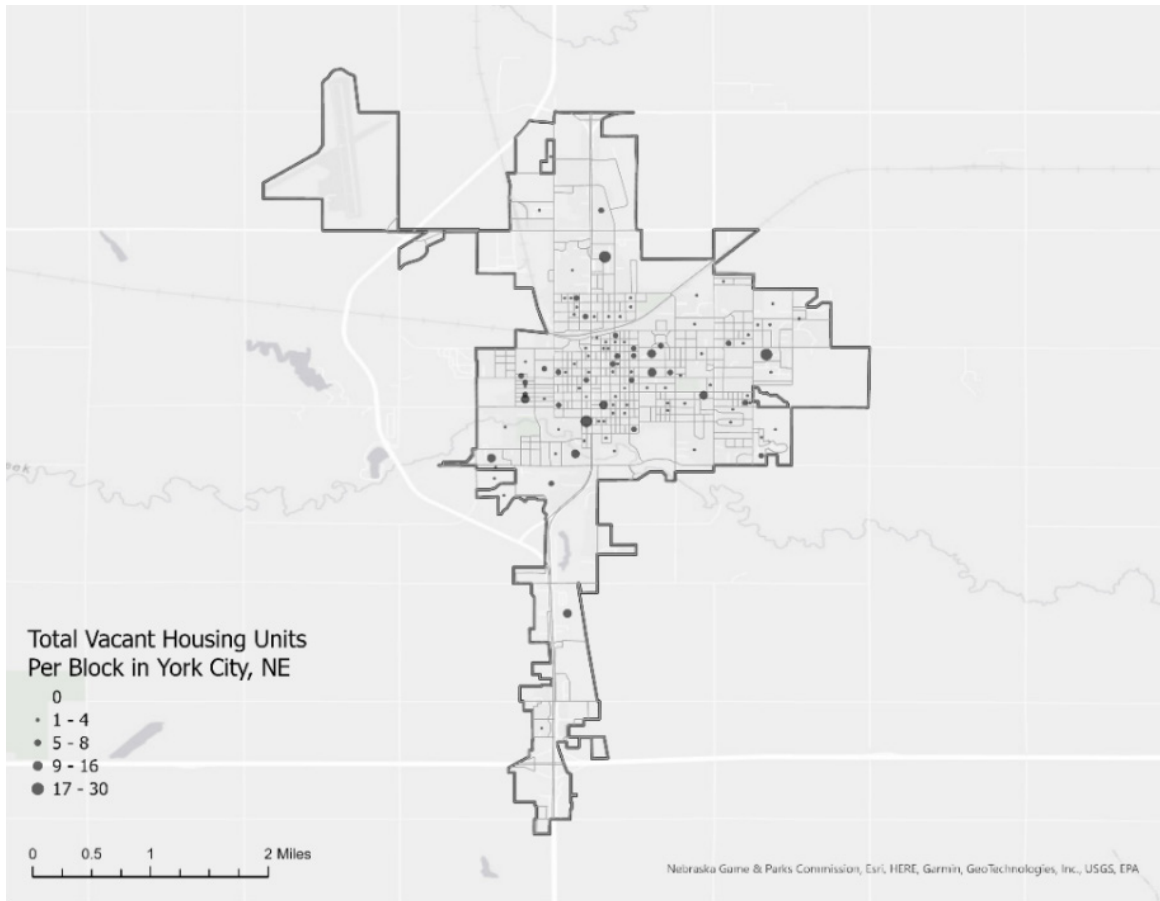 Total Vacant Housing Units
Per Block in York City, NE
0
1 - 4
5 - 8
9 - 16
17 - 30
0 0.5 1 2 Miles
Nebraska Game & Parks Commission, Esri, HERE, Garmin, GeoTechnologies, Inc., USGS, EPA